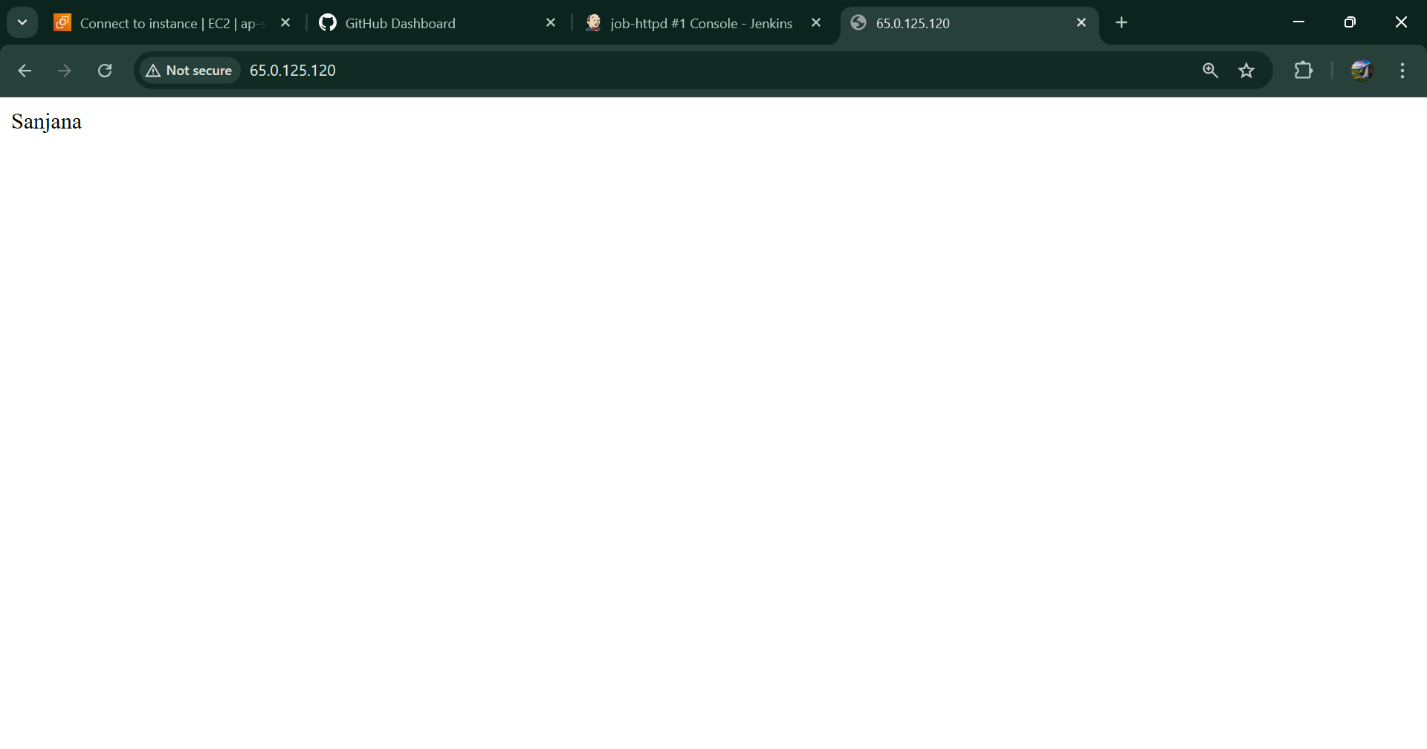 Connect to instance | EC2 | ap-s
GitHub Dashboard
job-httpd #1 Console - Jenkins
65.0.125.120
Not secure
65.0.125.120
Sanjana